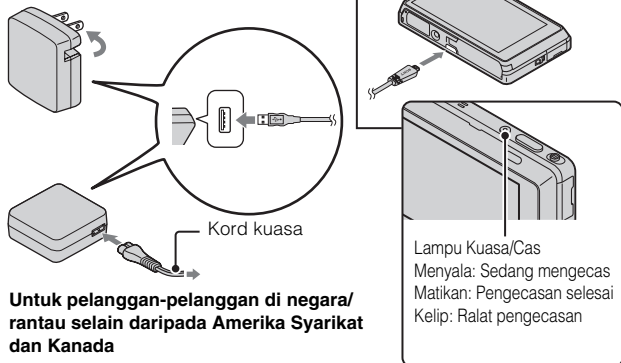 Kord kuasa
Untuk pelanggan-pelanggan di negara/
rantau selain daripada Amerika Syarikat
dan Kanada
Lampu Kuasa/Cas
Menyala: Sedang mengecas
Matikan: Pengecasan selesai
Kelip: Ralat pengecasan